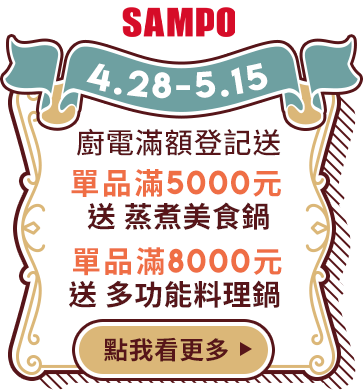 SAMPO
4.28-5.15
廚電滿額登記送
單品滿5000元
送 蒸煮美食鍋
單品滿8000元
送 多功能料理鍋
點我看更多